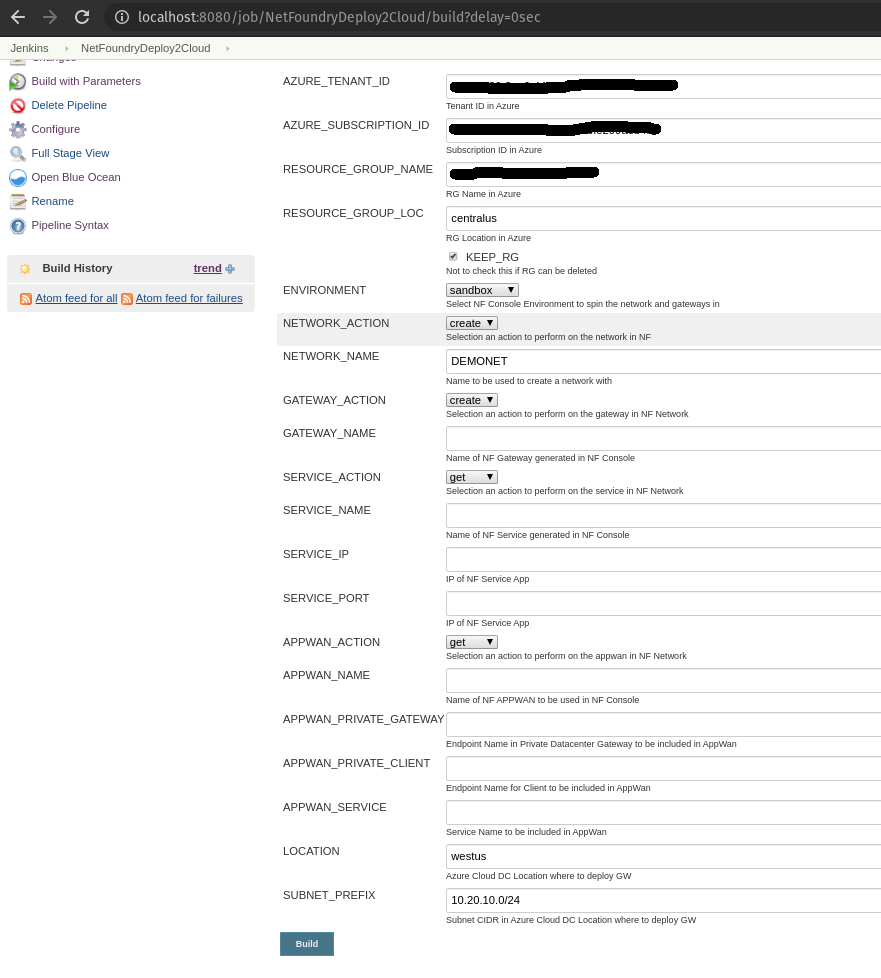 localhost:8080/job/NetFoundryDeploy2Cloud/build?delay=0sec
Jenkins NetFoundryDeploy2Cloud
Changes
Build with Parameters
Delete Pipeline
Configure
Full Stage View
Open Blue Ocean
Rename
Pipeline Syntax
Build History trend
Atom feed for all Atom feed for failures
AZURE_TENANT_ID
Tenant ID in Azure
AZURE_SUBSCRIPTION_ID
Subscription ID in Azure
RESOURCE_GROUP_NAME
RG Name in Azure
RESOURCE_GROUP_LOC centralus
RG Location in Azure
KEEP_RG
Not to check this if RG can be deleted
ENVIRONMENT sandbox
Select NF Console Environment to spin the network and gateways in
NETWORK_ACTION create
Selection an action to perform on the network in NF
NETWORK_NAME DEMONET
Name to be used to create a network with
GATEWAY_ACTION create
Selection an action to perform on the gateway in NF Network
GATEWAY_NAME
Name of NF Gateway generated in NF Console
SERVICE_ACTION get
Selection an action to perform on the service in NF Network
SERVICE_NAME
Name of NF Service generated in NF Console
SERVICE_IP
IP of NF Service App
SERVICE_PORT
IP of NF Service App
APPWAN_ACTION get
Selection an action to perform on the appwan in NF Network
APPWAN_NAME
Name of NF APPWAN to be used in NF Console
APPWAN_PRIVATE_GATEWAY
Endpoint Name in Private Datacenter Gateway to be included in AppWan
APPWAN_PRIVATE_CLIENT
Endpoint Name for Client to be included in AppWan
APPWAN_SERVICE
Service Name to be included in AppWan
LOCATION westus
Azure Cloud DC Location where to deploy GW
SUBNET_PREFIX 10.20.10.0/24
Subnet CIDR in Azure Cloud DC Location where to deploy GW
Build